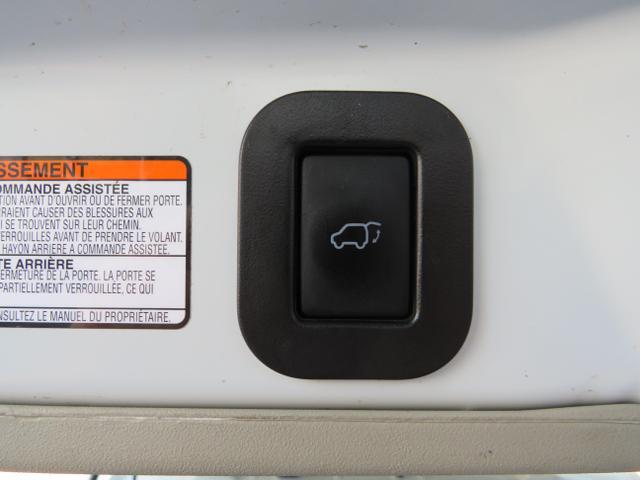 SSEMENT
OMMANDE ASSISTÉE
TION AVANT D'OUVRIR OU DE FERMER PORTE.
RAIENT CAUSER DES BLESSURES AUX
I SE TROUVENT SUR LEUR CHEMIN.
VERROUILLES AVANT DE PRENDRE LE VOLANT.
HAYON ARRIERE A COMMANDE ASSISTÉE.
TE ARRIÈRE
ERMETURE DE LA PORTE. LA PORTE SE
PARTIELLEMENT VERROUILLÉE, CE QUI
NSULTEZ LE MANUEL DU PROPRIÉTAIRE.